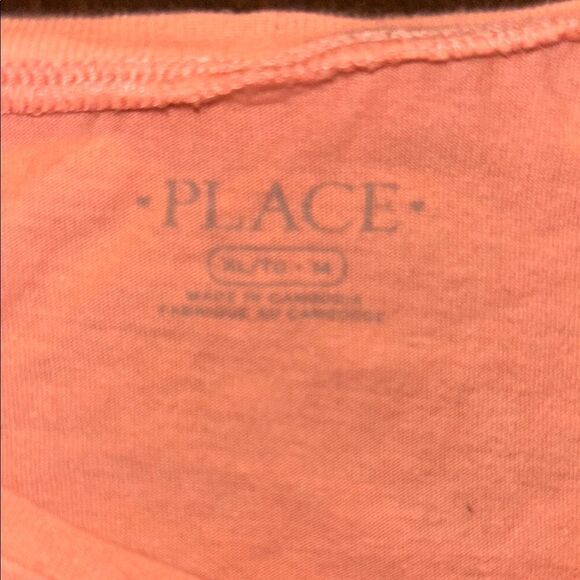 PLACE
XL/TG • 14
MADE IN CAMBODIA
FABRIQUÉ AU CAMBODGE